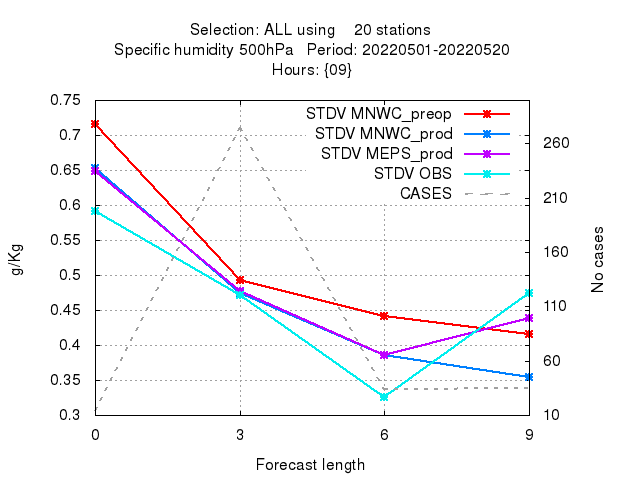 Selection: ALL using    20 stations
Specific humidity 500hPa   Period: 20220501-20220520
Hours: {09}
STDV MNWC_preop
STDV MNWC_prod
STDV MEPS_prod
STDV OBS
CASES
0.75
0.7
0.65
0.6
0.55
0.5
0.45
0.4
0.35
0.3
g/Kg
260
210
160
110
60
10
No cases
0
3
6
9
Forecast length